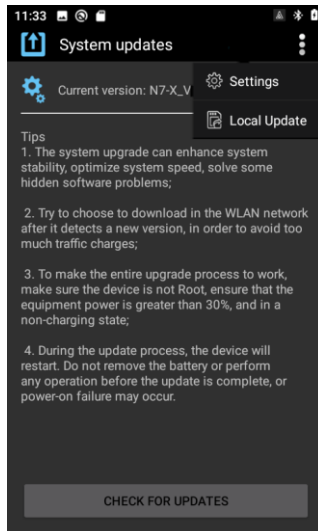 11:33
System updates
Settings
Current version: N7-X_V
Local Update
Tips
1. The system upgrade can enhance system
stability, optimize system speed, solve some
hidden software problems;
2. Try to choose to download in the WLAN network
after it detects a new version, in order to avoid too
much traffic charges;
3. To make the entire upgrade process to work,
make sure the device is not Root, ensure that the
equipment power is greater than 30%, and in a
non-charging state;
4. During the update process, the device will
restart. Do not remove the battery or perform
any operation before the update is complete, or
power-on failure may occur.
CHECK FOR UPDATES